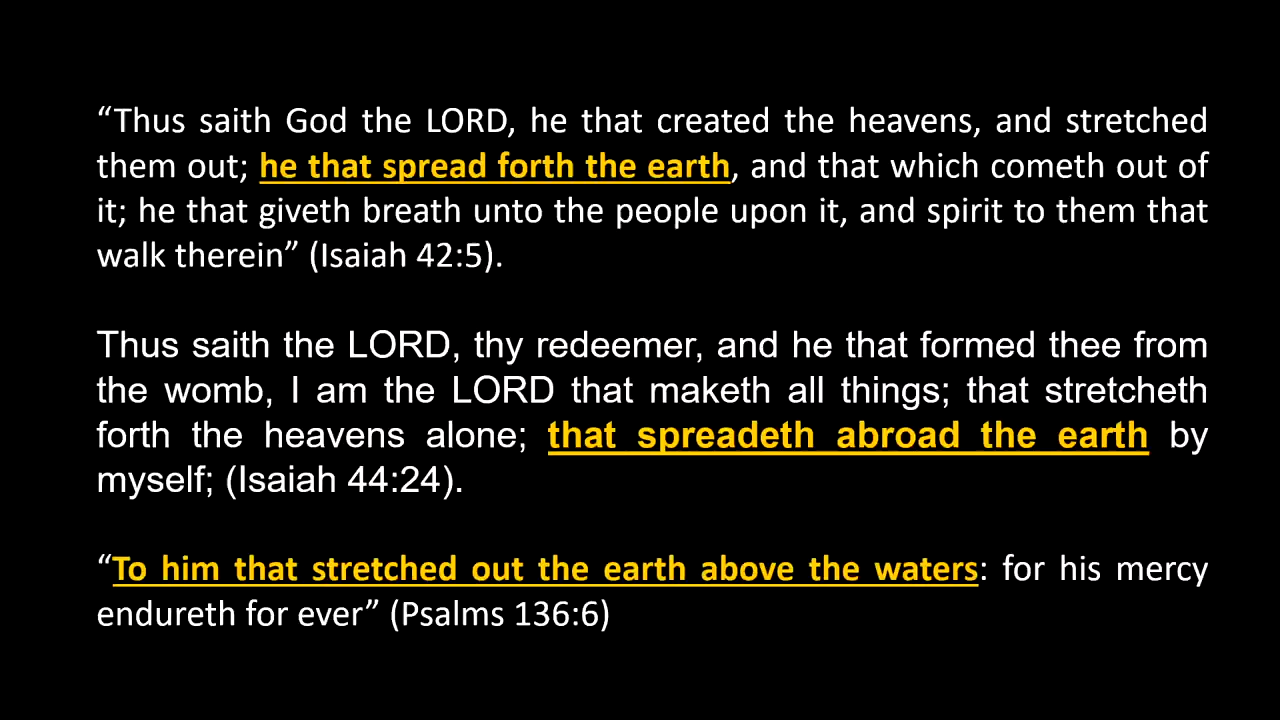 “Thus saith God the LORD, he that created the heavens, and stretched
them out; he that spread forth the earth, and that which cometh out of
it; he that giveth breath unto the people upon it, and spirit to them that
walk therein” (Isaiah 42:5).
Thus saith the LORD, thy redeemer, and he that formed thee from
the womb, I am the LORD that maketh all things; that stretcheth
forth the heavens alone; that spreadeth abroad the earth by
myself; (Isaiah 44:24).
“To him that stretched out the earth above the waters: for his mercy
endureth for ever” (Psalms 136:6)